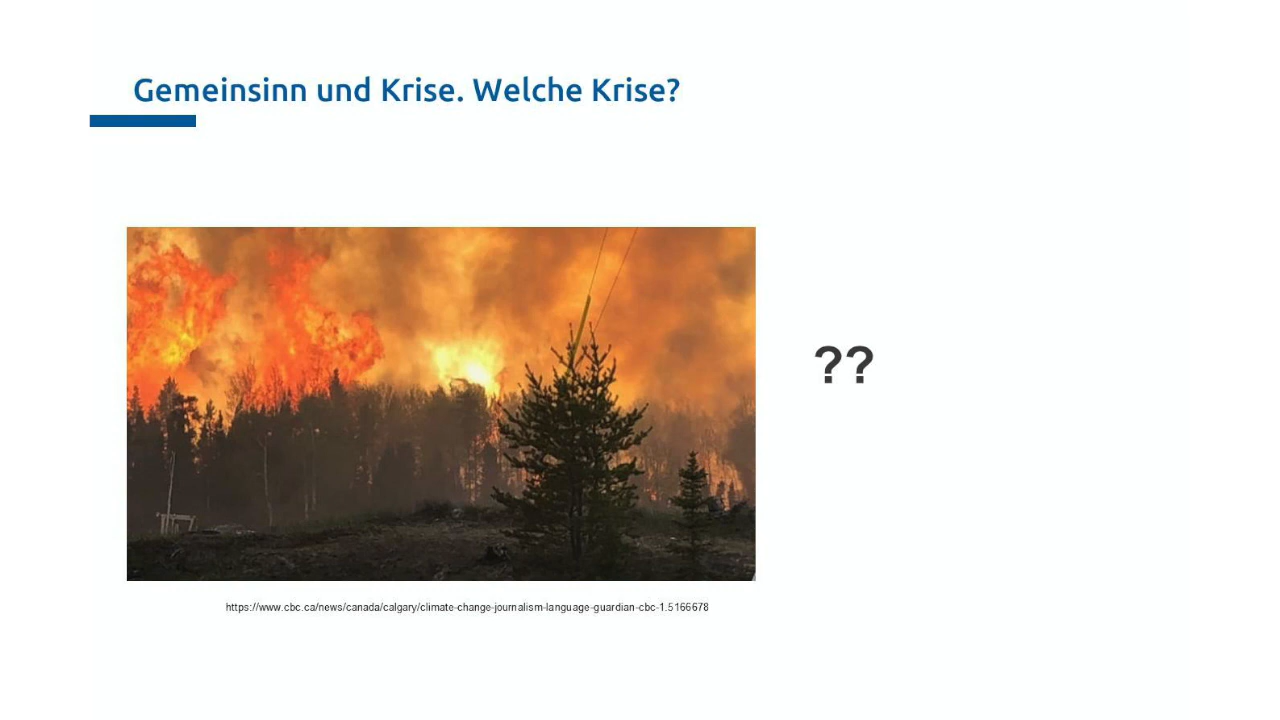 Gemeinsinn und Krise. Welche Krise?
??
https://www.cbc.ca/news/canada/calgary/climate-change-journalism-language-guardian-cbc-1.5166678